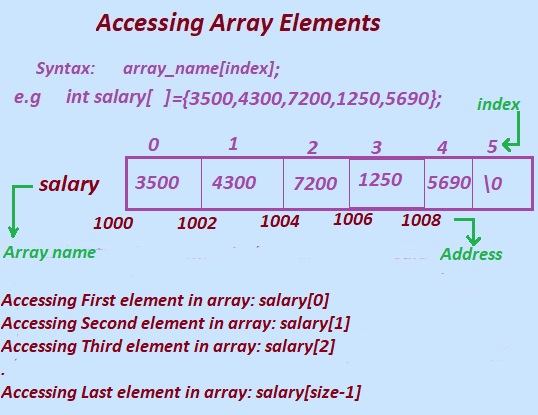 Accessing Array Elements
Syntax: array_name[index];
e.g int salary[ ]={3500,4300,7200,1250,5690};
index
0 1 2 3 4 5
salary 3500 4300 7200 1250 5690 \0
1000 1002 1004 1006 1008
Array name Address
Accessing First element in array: salary[0]
Accessing Second element in array: salary[1]
Accessing Third element in array: salary[2]
.
Accessing Last element in array: salary[size-1]